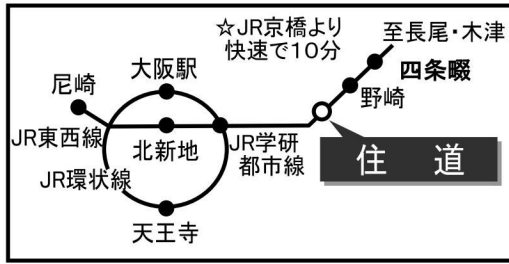 ☆JR京橋より
快速で10分
至長尾・木津
四条畷
野崎
大阪駅
尼崎
JR東西線
北新地
JR学研
都市線
JR環状線
住 道
天王寺